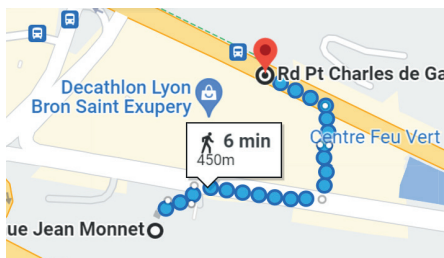 Rd Pt Charles de Ga
Decathlon Lyon
Bron Saint Exupery
6 min
450m
Centre Feu Vert
ue Jean Monnet